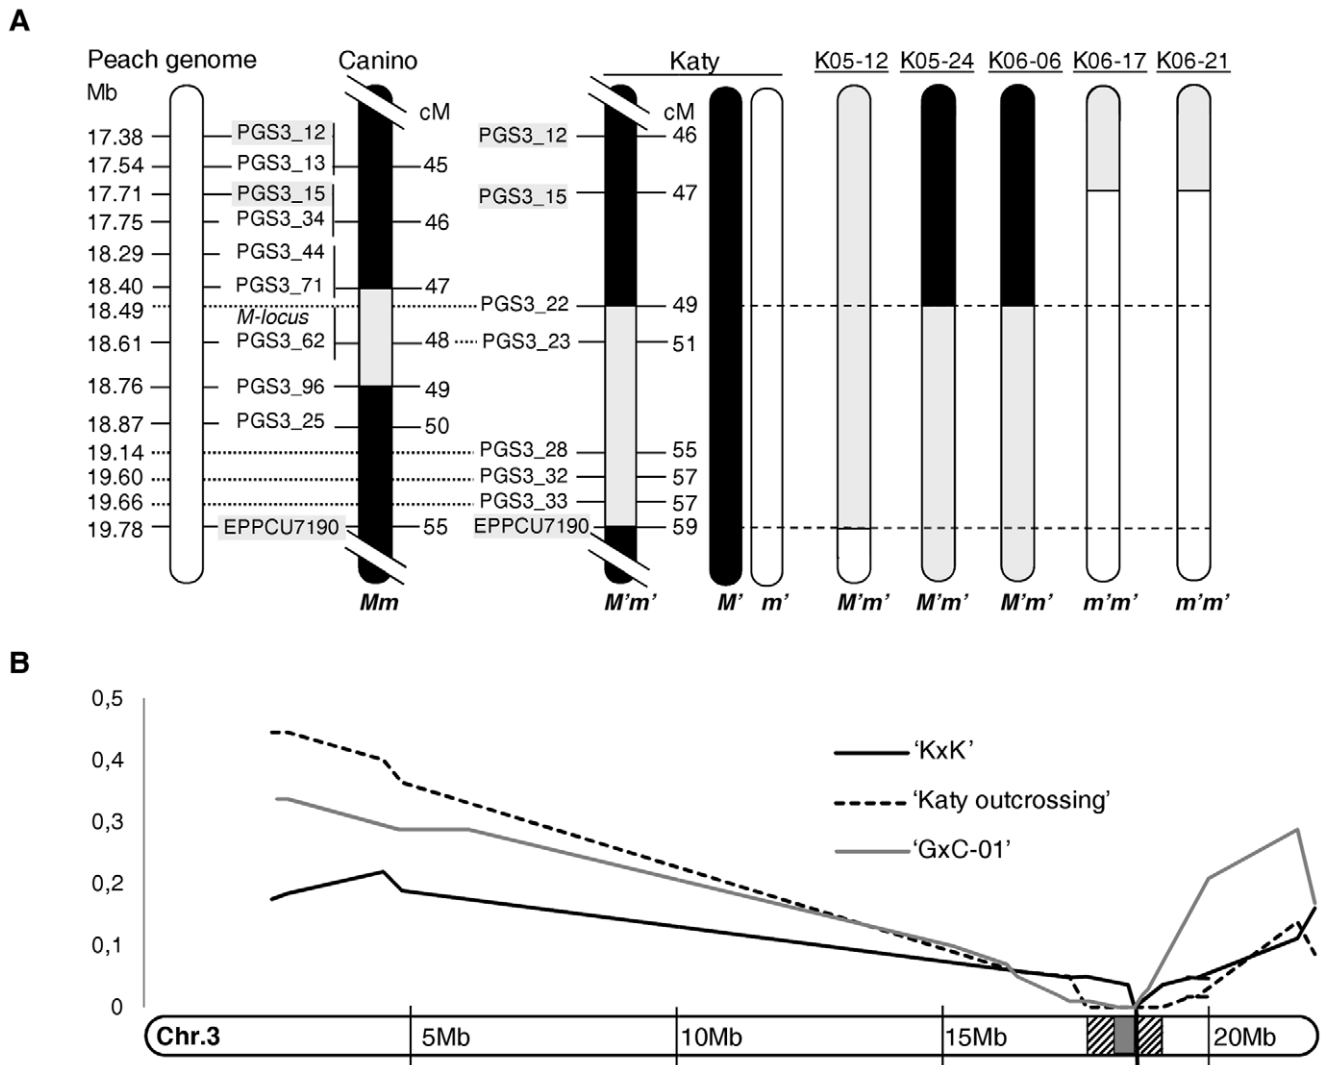 A
Peach genome Canino Katy K05-12 K05-24 K06-06 K06-17 K06-21
Mb cM cM
17.38 PGS3_12 PGS3_12 46
17.54 PGS3_13 45
17.71 PGS3_15 PGS3_15 47
17.75 PGS3_34 46
18.29 PGS3_44
18.40 PGS3_71 47
18.49 PGS3_22 49
M-locus
18.61 PGS3_62 48 PGS3_23 51
18.76 PGS3_96 49
18.87 PGS3_25 50
19.14 PGS3_28 55
19.60 PGS3_32 57
19.66 PGS3_33 57
19.78 EPPCU7190 55 EPPCU7190 59
Mm M'm' M' m' M'm' M'm' M'm' m'm' m'm'
B
0,5
0,4
0,3
0,2
0,1
0
‘KxK’
‘Katy outcrossing’
‘GxC-01’
Chr.3 5Mb 10Mb 15Mb 20Mb